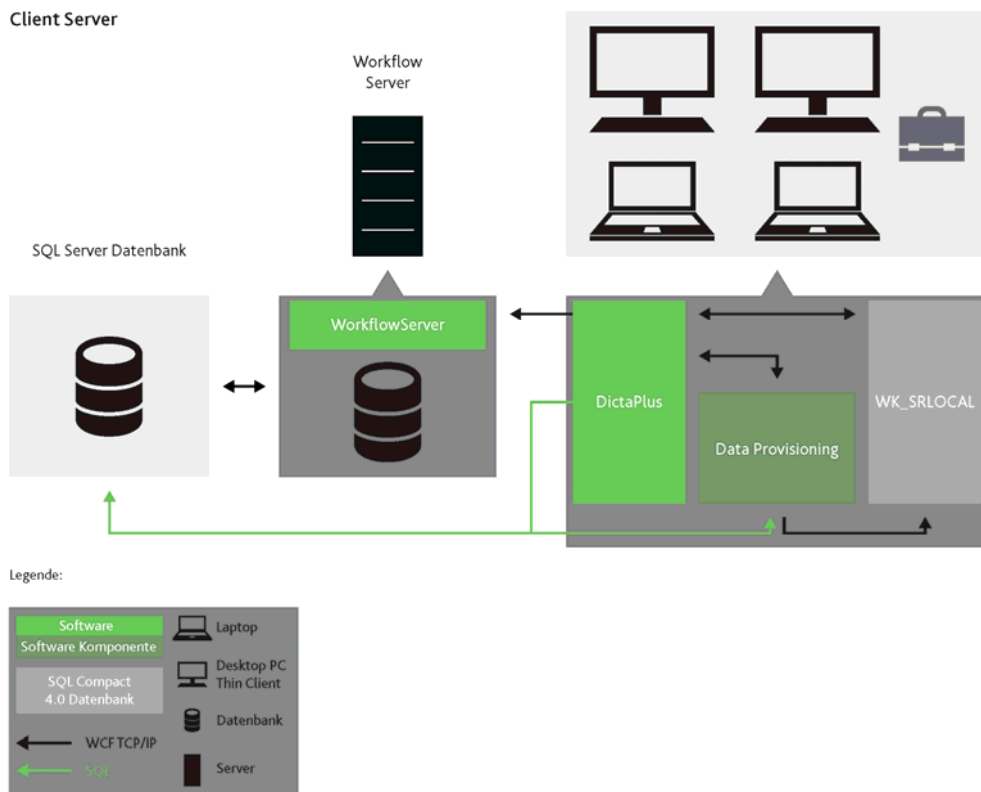 Client Server
Workflow
Server
SQL Server Datenbank
WorkflowServer
DictaPlus
Data Provisioning
WK_SRLOCAL
Legende:
Software
Software Komponente
SQL Compact
4.0 Datenbank
WCF TCP/IP
SQL
Laptop
Desktop PC
Thin Client
Datenbank
Server